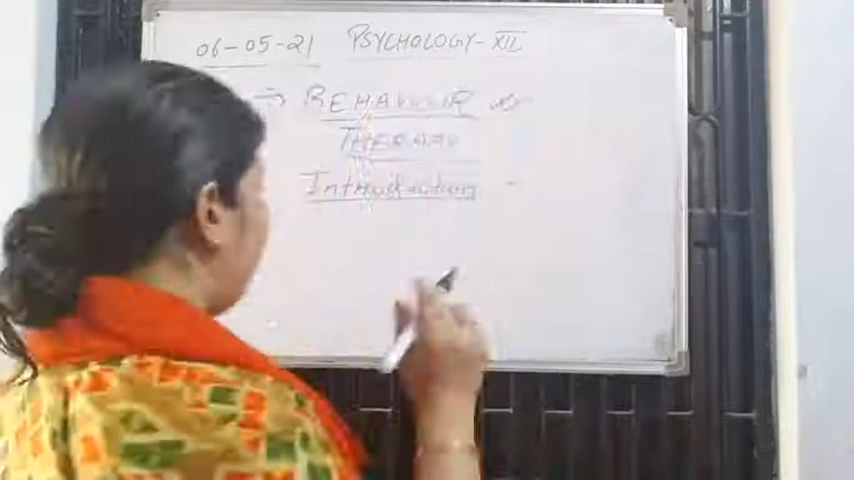 06-05-21 PSYCHOLOGY-XII
⇒ BEHAVIOUR
THERAPY
Introduction -